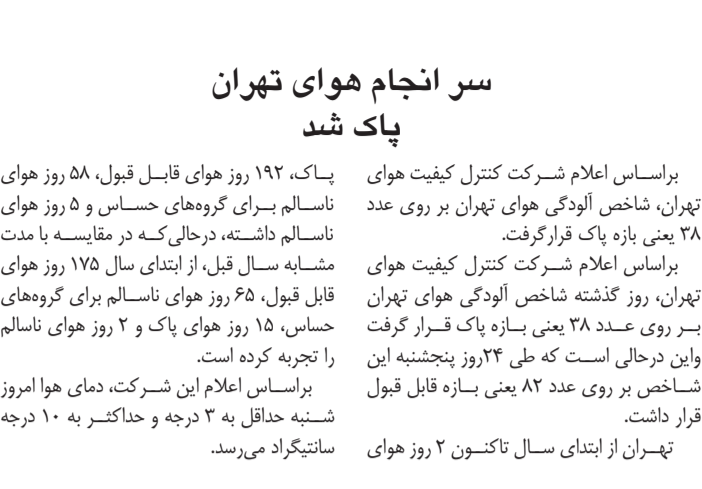 سر انجام هوای تهران
پاک شد
براساس اعلام شرکت کنترل کیفیت هوای
تهران، شاخص آلودگی هوای تهران بر روی عدد
۳۸ یعنی بازه پاک قرارگرفت.
براساس اعلام شرکت کنترل کیفیت هوای
تهران، روز گذشته شاخص آلودگی هوای تهران
بر روی عدد ۳۸ یعنی بازه پاک قرار گرفت
واین درحالی است که طی ۲۴روز پنجشنبه این
شاخص بر روی عدد ۸۲ یعنی بازه قابل قبول
قرار داشت.
تهران از ابتدای سال تاکنون ۲ روز هوای
پاک، ۱۹۲ روز هوای قابل قبول، ۵۸ روز هوای
ناسالم برای گروه‌های حساس و ۵ روز هوای
ناسالم داشته، درحالی‌که در مقایسه با مدت
مشابه سال قبل، از ابتدای سال ۱۷۵ روز هوای
قابل قبول، ۶۵ روز هوای ناسالم برای گروه‌های
حساس، ۱۵ روز هوای پاک و ۲ روز هوای ناسالم
را تجربه کرده است.
براساس اعلام این شرکت، دمای هوا امروز
شنبه حداقل به ۳ درجه و حداکثر به ۱۰ درجه
سانتیگراد می‌رسد.